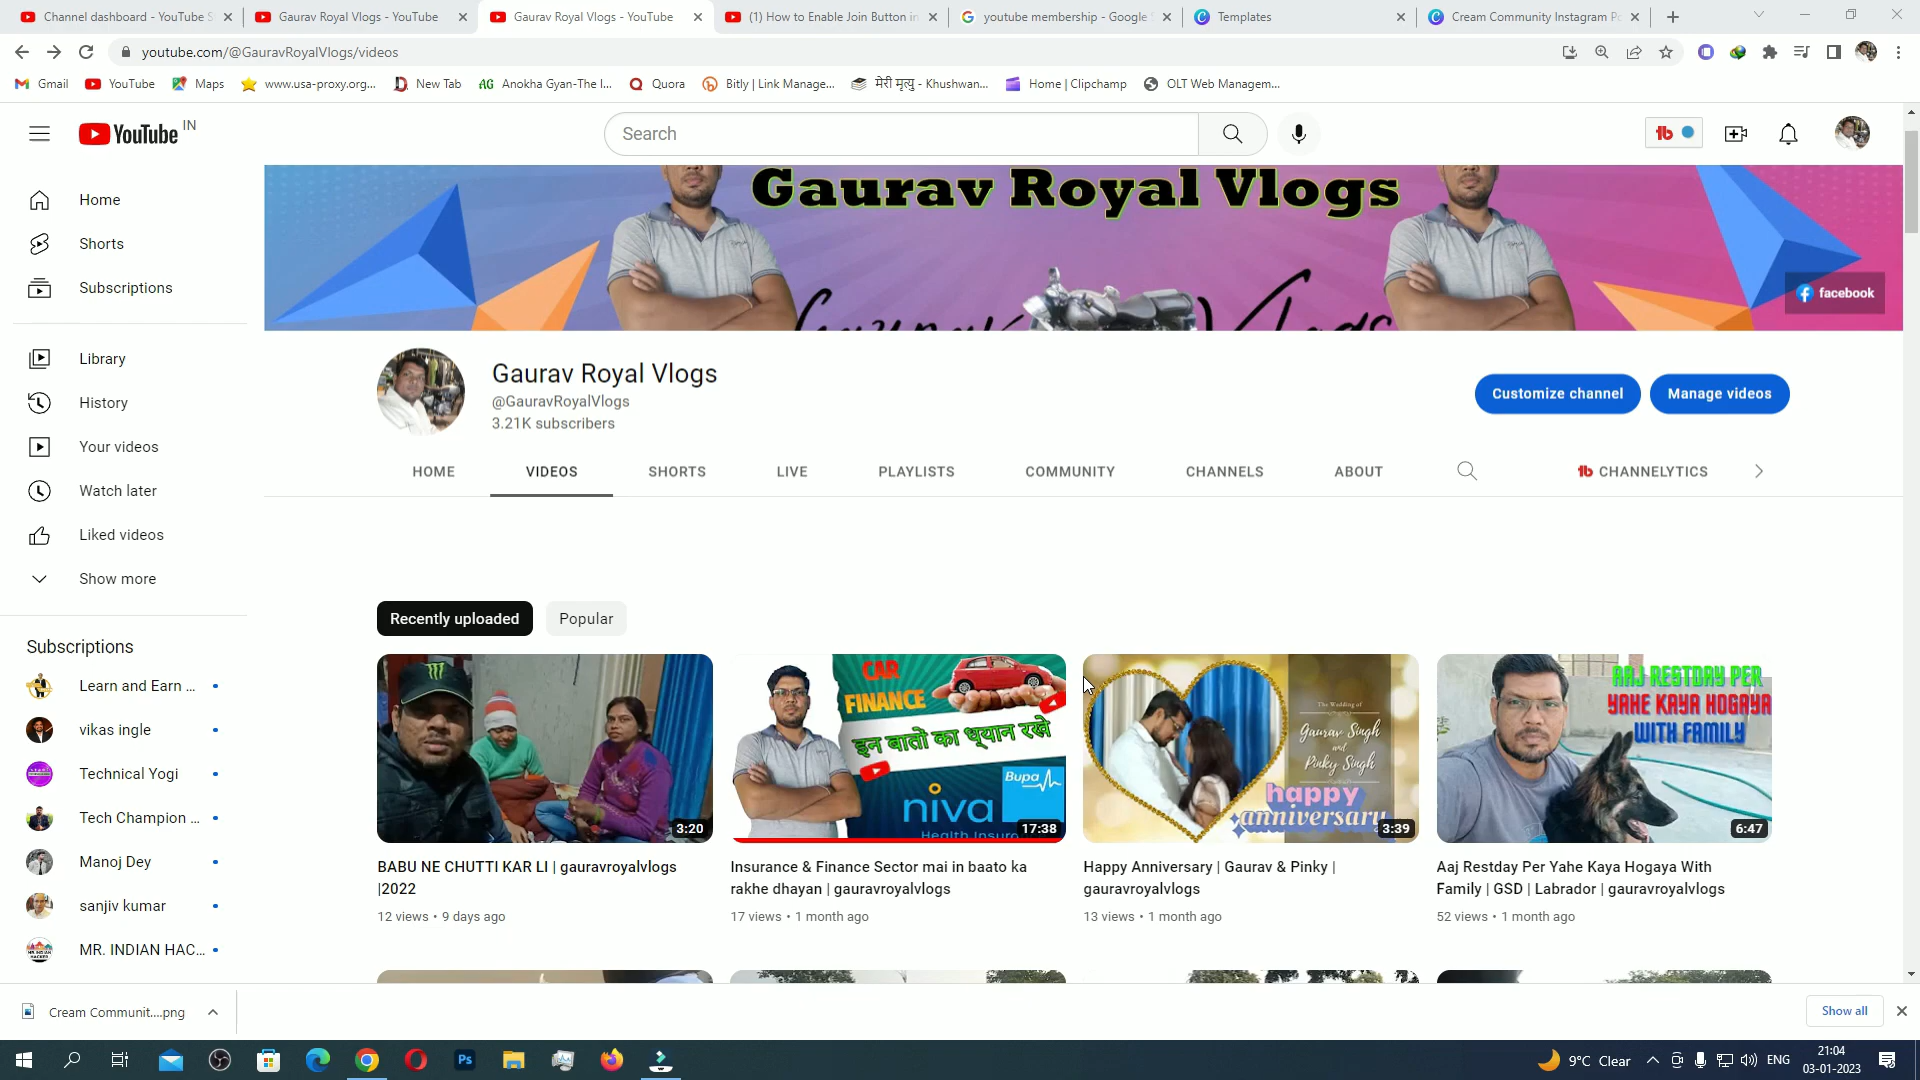 Channel dashboard - YouTube S
Gaurav Royal Vlogs - YouTube
Gaurav Royal Vlogs - YouTube
(1) How to Enable Join Button in
youtube membership - Google S
Templates
Cream Community Instagram Po
youtube.com/@GauravRoyalVlogs/videos
Gmail
YouTube
Maps
www.usa-proxy.org...
New Tab
AG Anokha Gyan-The I...
Quora
Bitly | Link Manage...
मेरी मृत्यु - Khushwan...
Home | Clipchamp
OLT Web Managem...
YouTube IN
Search
Home
Shorts
Subscriptions
Library
History
Your videos
Watch later
Liked videos
Show more
Subscriptions
Learn and Earn ...
vikas ingle
Technical Yogi
Tech Champion ...
Manoj Dey
sanjiv kumar
MR. INDIAN HAC...
Gaurav Royal Vlogs
facebook
Gaurav Royal Vlogs
@GauravRoyalVlogs
3.21K subscribers
Customize channel
Manage videos
HOME
VIDEOS
SHORTS
LIVE
PLAYLISTS
COMMUNITY
CHANNELS
ABOUT
CHANNELYTICS
Recently uploaded
Popular
3:20
CAR
FINANCE
इन बातो का ध्यान रखे
Bupa
niva
Health Insuran
17:38
The Wedding of
Gaurav Singh
and
Pinky Singh
happy
anniversary
3:39
AAJ RESTDAY PER
YAHE KAYA HOGAYA
WITH FAMILY
6:47
BABU NE CHUTTI KAR LI | gauravroyalvlogs
|2022
12 views • 9 days ago
Insurance & Finance Sector mai in baato ka
rakhe dhayan | gauravroyalvlogs
17 views • 1 month ago
Happy Anniversary | Gaurav & Pinky |
gauravroyalvlogs
13 views • 1 month ago
Aaj Restday Per Yahe Kaya Hogaya With
Family | GSD | Labrador | gauravroyalvlogs
52 views • 1 month ago
Cream Communit....png
Show all
Ps
9°C Clear
ENG
21:04
03-01-2023